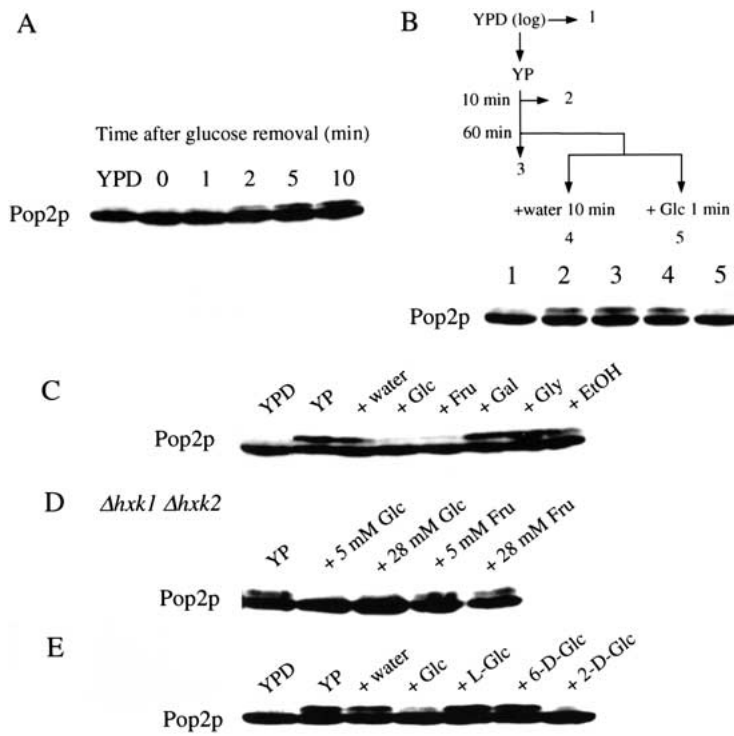 A
Time after glucose removal (min)
YPD 0 1 2 5 10
Pop2p
B
YPD (log) 1
YP
10 min 2
60 min
3
+water 10 min + Glc 1 min
4 5
1 2 3 4 5
Pop2p
C
YPD YP + water + Glc + Fru + Gal + Gly + EtOH
Pop2p
D Δhxk1 Δhxk2
YP + 5 mM Glc + 28 mM Glc + 5 mM Fru + 28 mM Fru
Pop2p
E
YPD YP + water + Glc + L-Glc + 6-D-Glc + 2-D-Glc
Pop2p